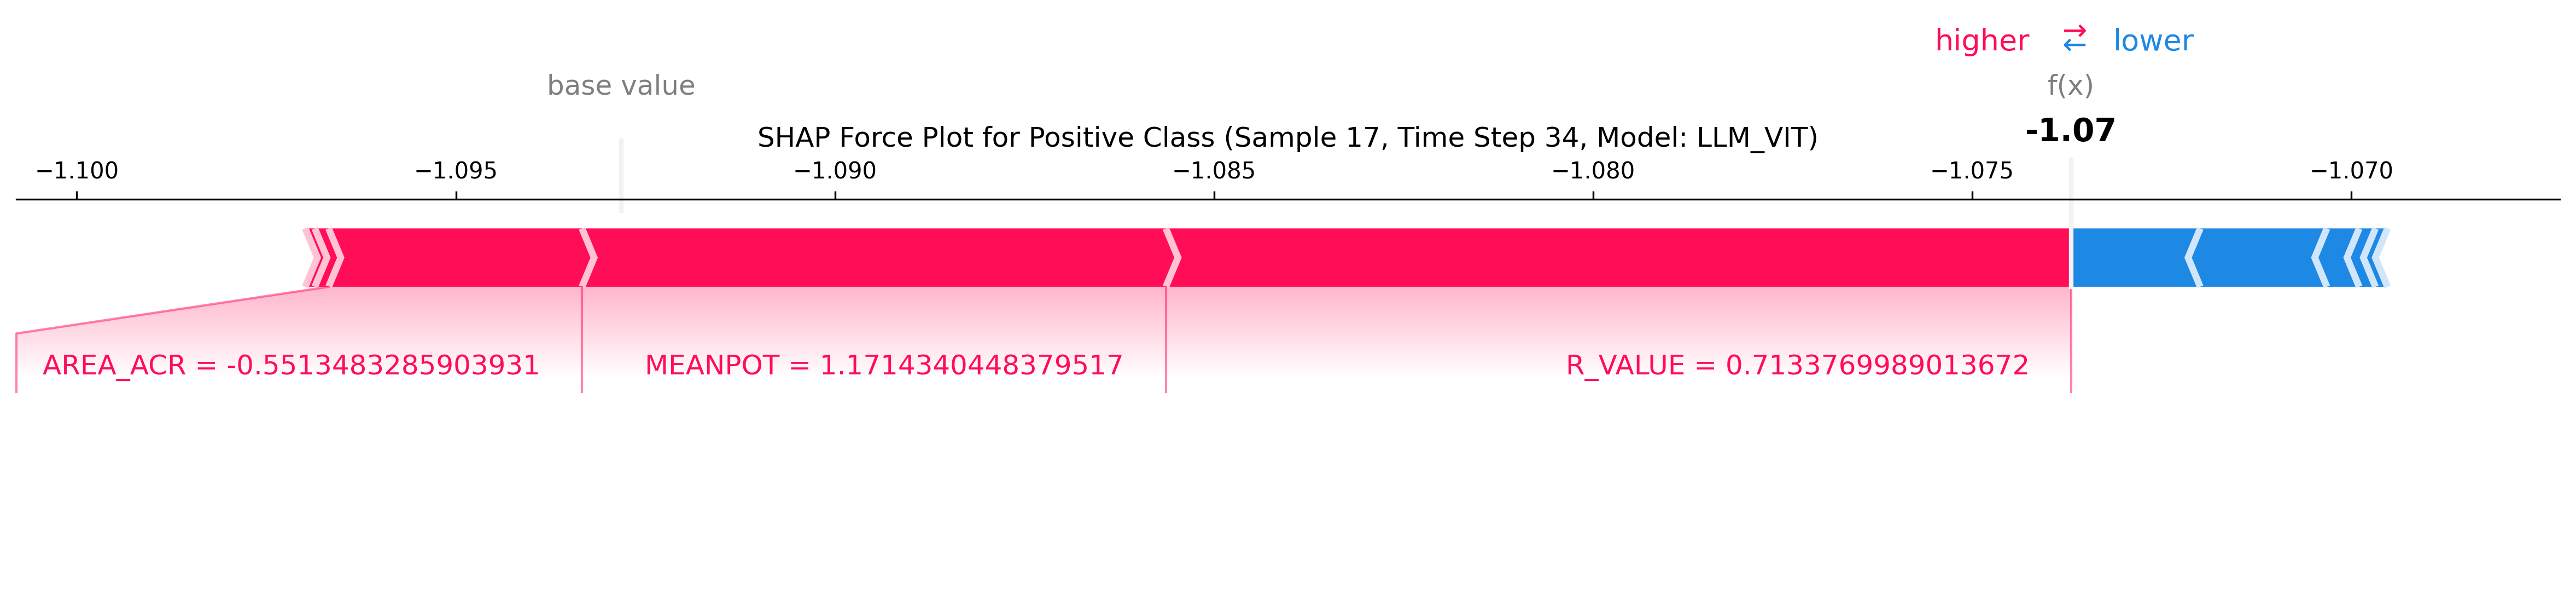 higher ⇄ lower
base value f(x)
SHAP Force Plot for Positive Class (Sample 17, Time Step 34, Model: LLM_VIT) -1.07
−1.100 −1.095 −1.090 −1.085 −1.080 −1.075 −1.070
AREA_ACR = -0.5513483285903931 MEANPOT = 1.1714340448379517 R_VALUE = 0.7133769989013672